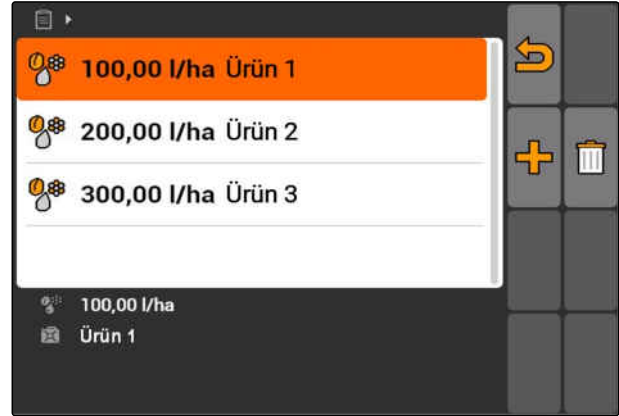 100,00 l/ha Ürün 1
200,00 l/ha Ürün 2
300,00 l/ha Ürün 3
100,00 l/ha
Ürün 1